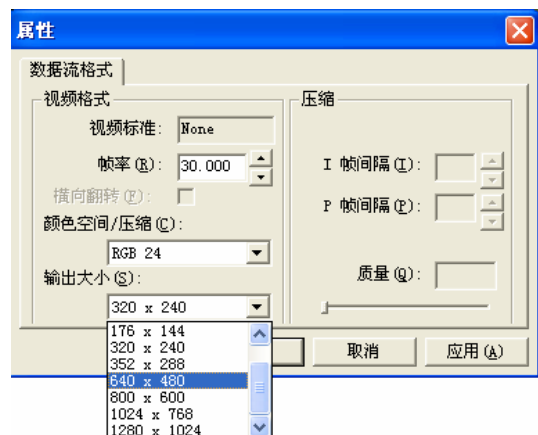 属性
数据流格式
视频格式
视频标准: None
帧率(R): 30.000
横向翻转(F):
颜色空间/压缩(C):
RGB 24
输出大小(S):
320 x 240
176 x 144
320 x 240
352 x 288
640 x 480
800 x 600
1024 x 768
1280 x 1024
压缩
I 帧间隔(I):
P 帧间隔(P):
质量(Q):
取消
应用(A)